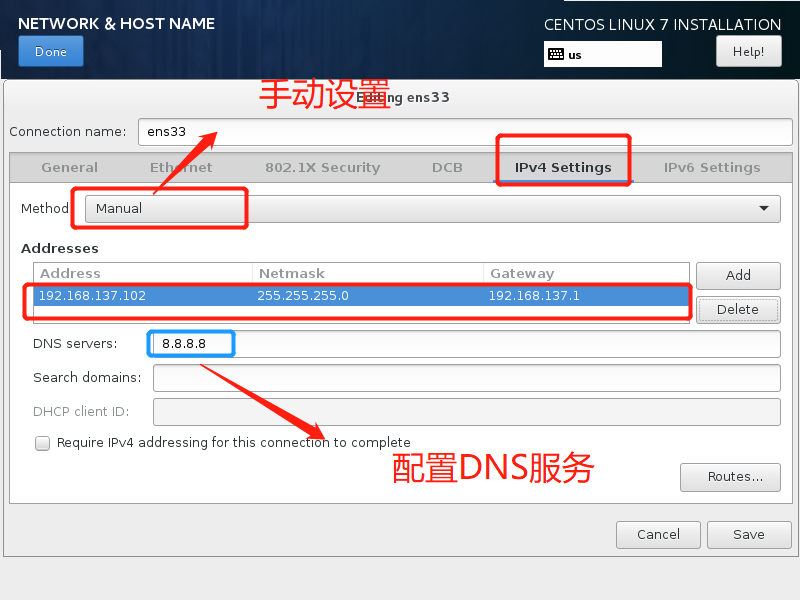 NETWORK & HOST NAME
CENTOS LINUX 7 INSTALLATION
Done
us
Help!
手动设置
Editing ens33
Connection name:
ens33
General
Ethernet
802.1X Security
DCB
IPv4 Settings
IPv6 Settings
Method
Manual
Addresses
Address
Netmask
Gateway
Add
192.168.137.102
255.255.255.0
192.168.137.1
Delete
DNS servers:
8.8.8.8
Search domains:
DHCP client ID:
Require IPv4 addressing for this connection to complete
配置DNS服务
Routes...
Cancel
Save